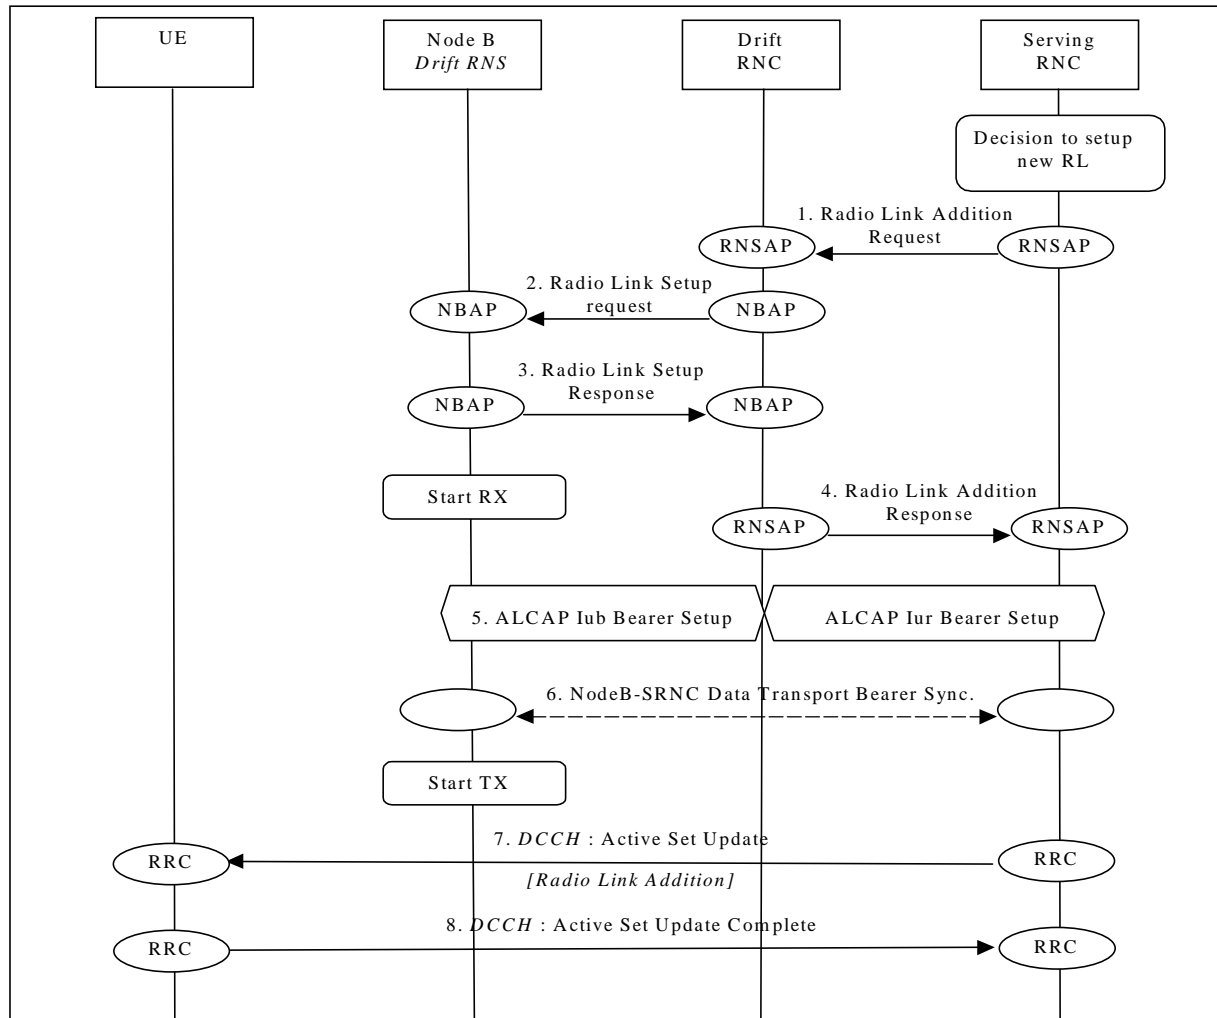 UE
Node B
Drift RNS
Drift
RNC
Serving
RNC
Decision to setup
new RL
1. Radio Link Addition
Request
RNSAP
RNSAP
2. Radio Link Setup
request
NBAP
NBAP
3. Radio Link Setup
Response
NBAP
NBAP
Start RX
4. Radio Link Addition
Response
RNSAP
RNSAP
5. ALCAP Iub Bearer Setup
ALCAP Iur Bearer Setup
6. NodeB-SRNC Data Transport Bearer Sync.
Start TX
7. DCCH : Active Set Update
RRC
RRC
[Radio Link Addition]
8. DCCH : Active Set Update Complete
RRC
RRC